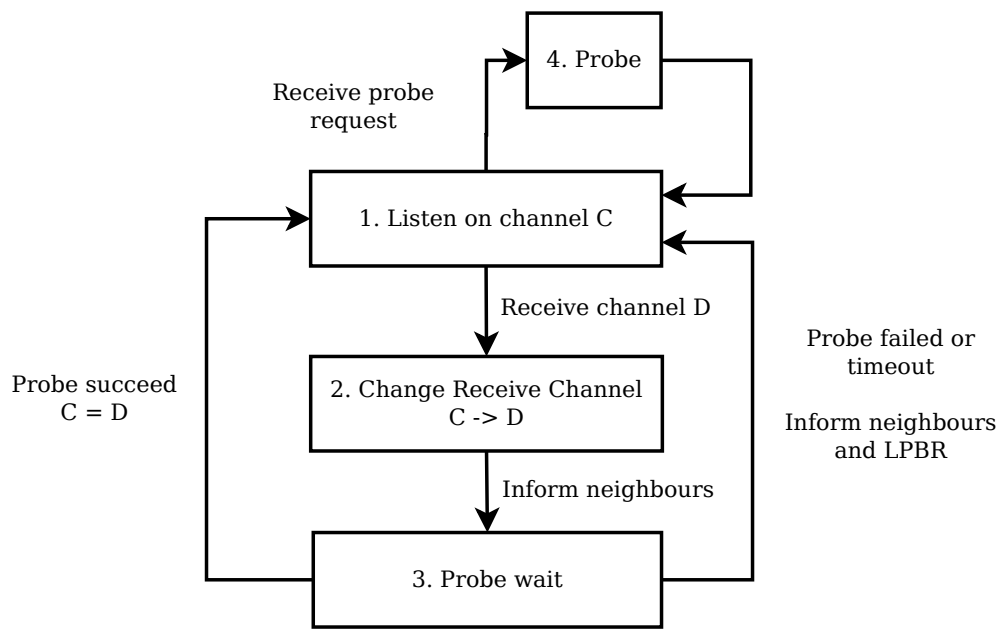 4. Probe
Receive probe
request
1. Listen on channel C
Receive channel D
Probe failed or
timeout
Probe succeed
C = D
2. Change Receive Channel
C -> D
Inform neighbours
and LPBR
Inform neighbours
3. Probe wait